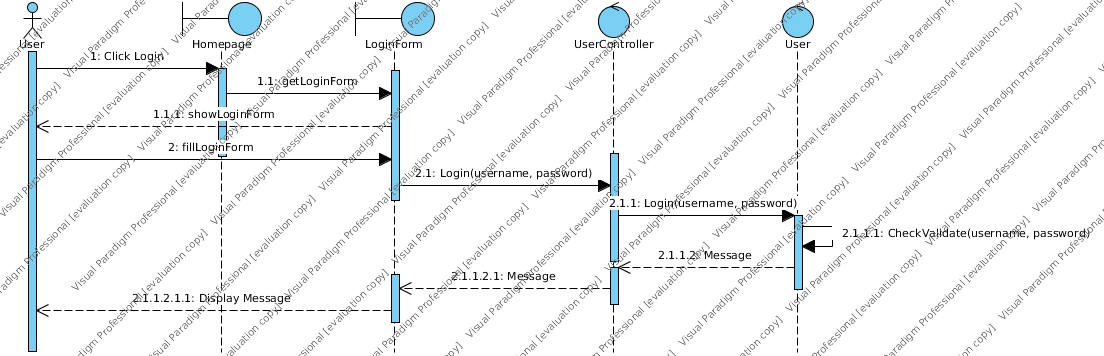 User
Homepage
LoginForm
UserController
User
1: Click Login
1.1: getLoginForm
1.1.1: showLoginForm
2: fillLoginForm
2.1: Login(username, password)
2.1.1: Login(username, password)
2.1.1.1: CheckValidate(username, password)
2.1.1.2: Message
2.1.1.2.1: Message
2.1.1.2.1.1: Display Message
Visual Paradigm Professional [evaluation copy]